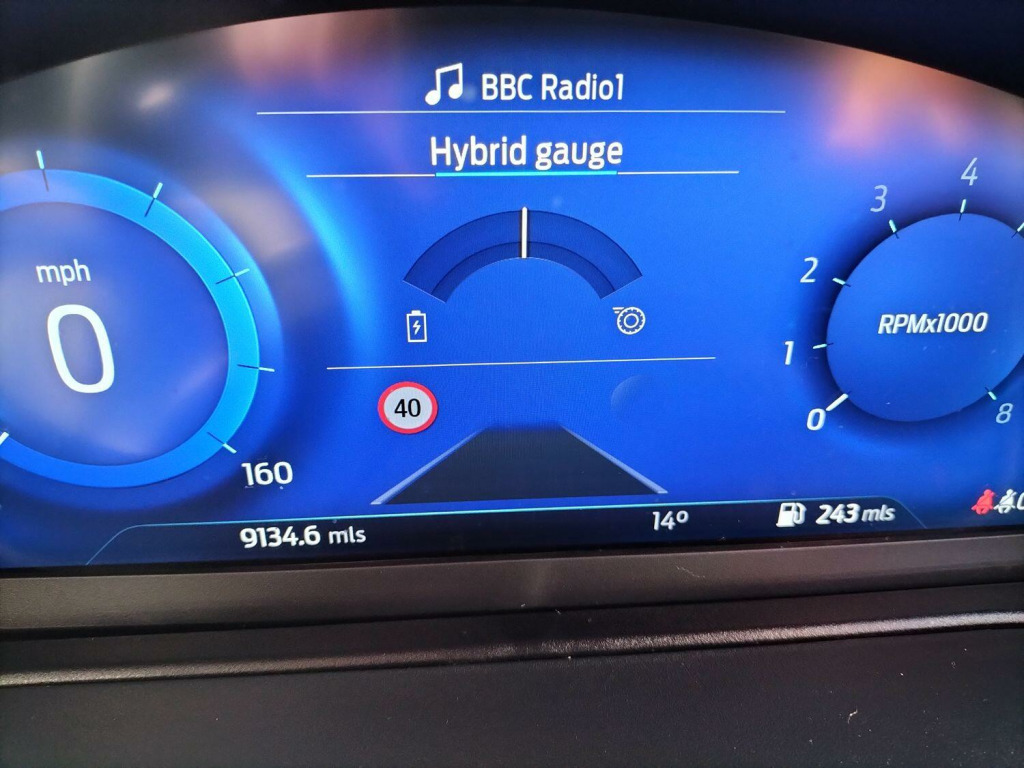 BBC Radio1
Hybrid gauge
mph
0
160
40
RPMx1000
0
1
2
3
4
8
9134.6 mls
14°
243 mls